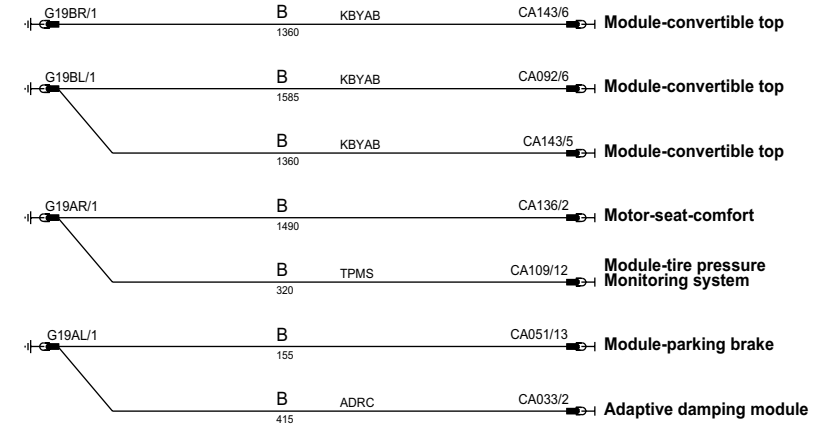 G19BR/1 B KBYAB CA143/6 Module-convertible top
1360
G19BL/1 B KBYAB CA092/6 Module-convertible top
1585
B KBYAB CA143/5 Module-convertible top
1360
G19AR/1 B CA136/2 Motor-seat-comfort
1490
B TPMS CA109/12 Module-tire pressure
Monitoring system
320
G19AL/1 B CA051/13 Module-parking brake
155
B ADRC CA033/2 Adaptive damping module
415